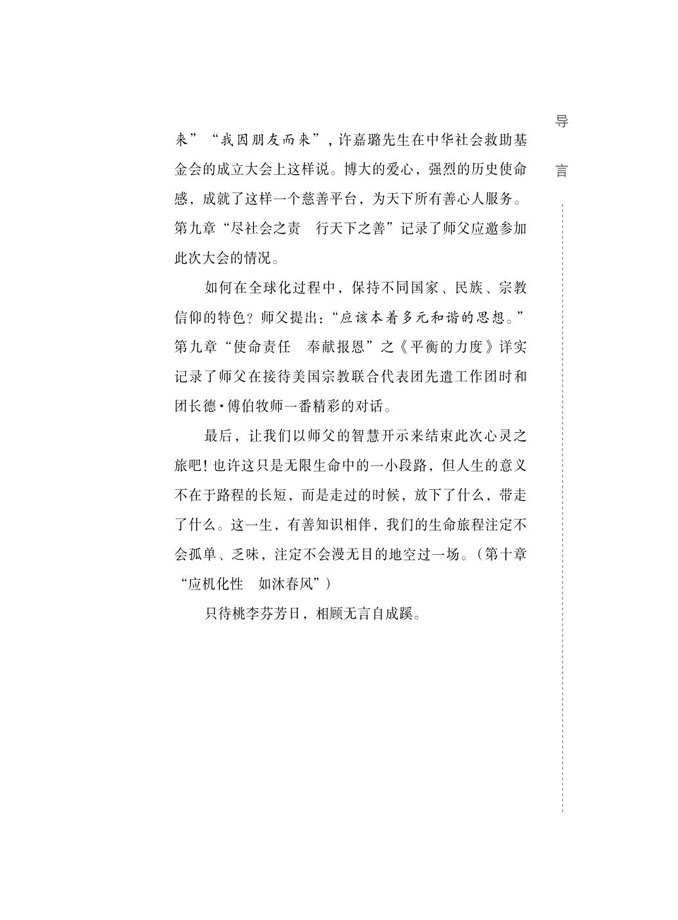 导言
来”“我因朋友而来”，许嘉璐先生在中华社会救助基
金会的成立大会上这样说。博大的爱心，强烈的历史使命
感，成就了这样一个慈善平台，为天下所有善心人服务。
第九章“尽社会之责　行天下之善”记录了师父应邀参加
此次大会的情况。
如何在全球化过程中，保持不同国家、民族、宗教
信仰的特色？师父提出：“应该本着多元和谐的思想。”
第九章“使命责任　奉献报恩”之《平衡的力度》详实
记录了师父在接待美国宗教联合代表团先遣工作团时和
团长德·傅伯牧师一番精彩的对话。
最后，让我们以师父的智慧开示来结束此次心灵之
旅吧！也许这只是无限生命中的一小段路，但人生的意义
不在于路程的长短，而是走过的时候，放下了什么，带走
了什么。这一生，有善知识相伴，我们的生命旅程注定不
会孤单、乏味，注定不会漫无目的地空过一场。（第十章
“应机化性　如沐春风”）
只待桃李芬芳日，相顾无言自成蹊。